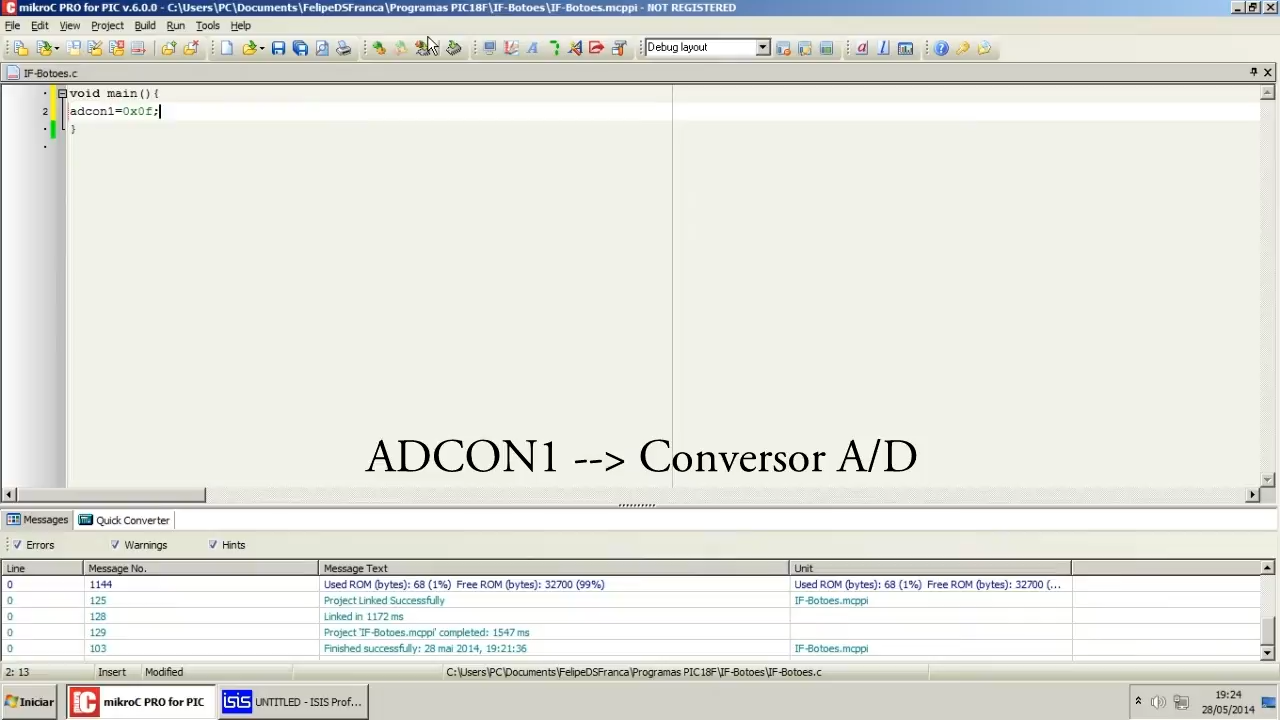 mikroC PRO for PIC v.6.0.0 - C:\Users\PC\Documents\FelipeDSFranca\Programas PIC18F\IF-Botoes\IF-Botoes.mcppi - NOT REGISTERED
File Edit View Project Build Run Tools Help
Debug layout
IF-Botoes.c
void main(){
2 adcon1=0x0f;
}
ADCON1 --> Conversor A/D
Messages Quick Converter
Errors Warnings Hints
Line Message No. Message Text Unit
0 1144 Used ROM (bytes): 68 (1%) Free ROM (bytes): 32700 (99%) Used ROM (bytes): 68 (1%) Free ROM (bytes): 32700 (...
0 125 Project Linked Successfully IF-Botoes.mcppi
0 128 Linked in 1172 ms
0 129 Project 'IF-Botoes.mcppi' completed: 1547 ms
0 103 Finished successfully: 28 mai 2014, 19:21:36 IF-Botoes.mcppi
2: 13 Insert Modified C:\Users\PC\Documents\FelipeDSFranca\Programas PIC18F\IF-Botoes\IF-Botoes.c
Iniciar mikroC PRO for PIC isis UNTITLED - ISIS Prof... 19:24
28/05/2014